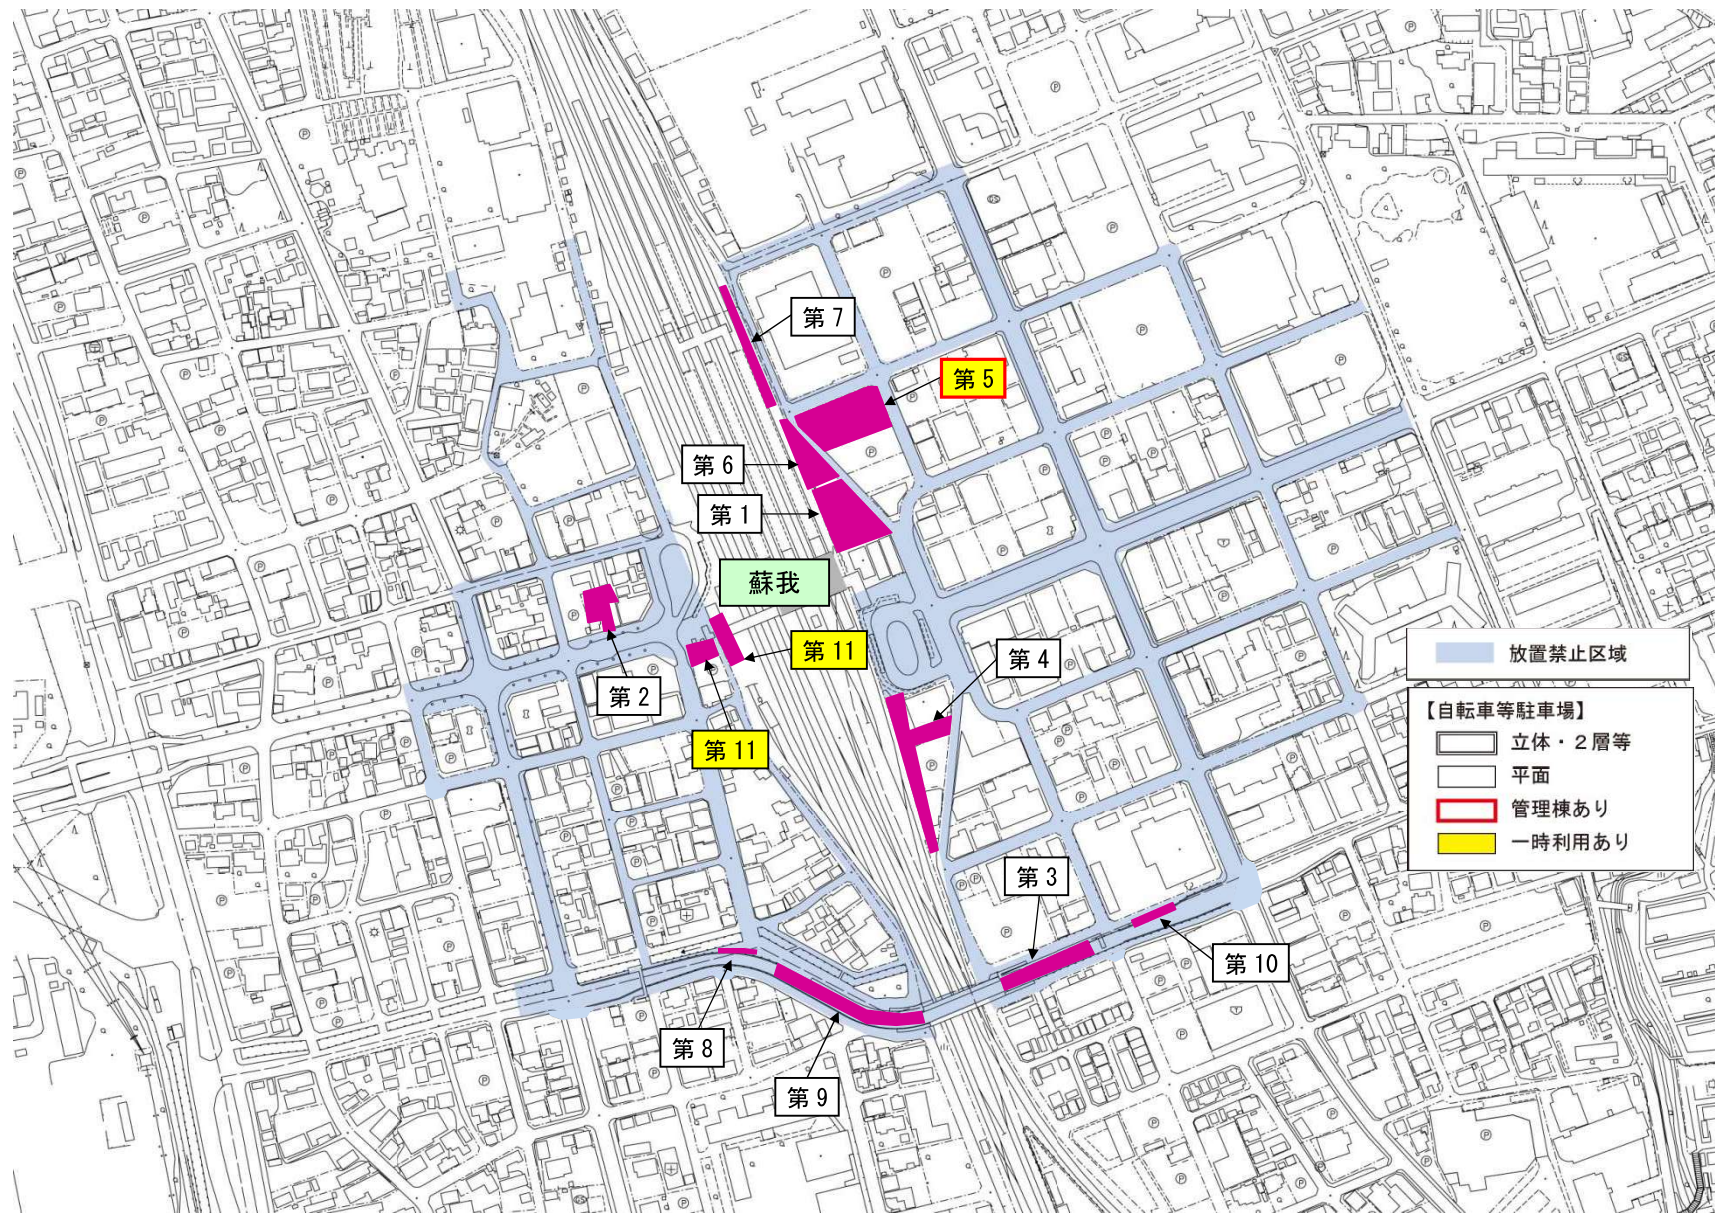 第7
第5
第6
第1
蘇我
第11
第4
第2
第11
第3
第10
第8
第9
放置禁止区域
【自転車等駐車場】
立体・2層等
平面
管理棟あり
一時利用あり